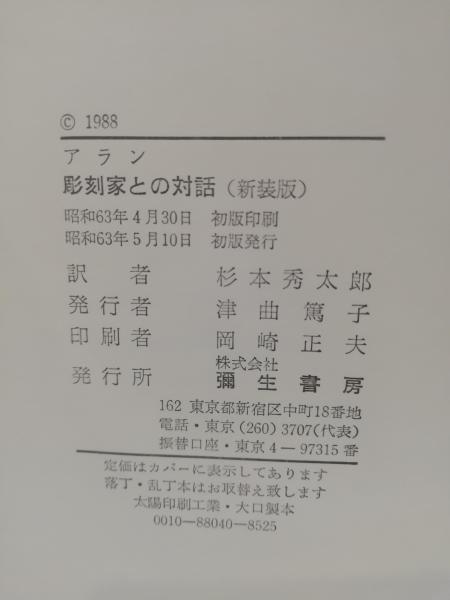 © 1988
アラン
彫刻家との対話（新装版）
昭和63年4月30日 初版印刷
昭和63年5月10日 初版発行
訳者 杉本秀太郎
発行者 津曲篤子
印刷者 岡崎正夫
発行所 株式会社 彌生書房
162 東京都新宿区中町18番地
電話・東京（260）3707（代表）
振替口座・東京4－97315番
定価はカバーに表示してあります
落丁・乱丁本はお取替え致します
太陽印刷工業・大口製本
0010－88040－8525